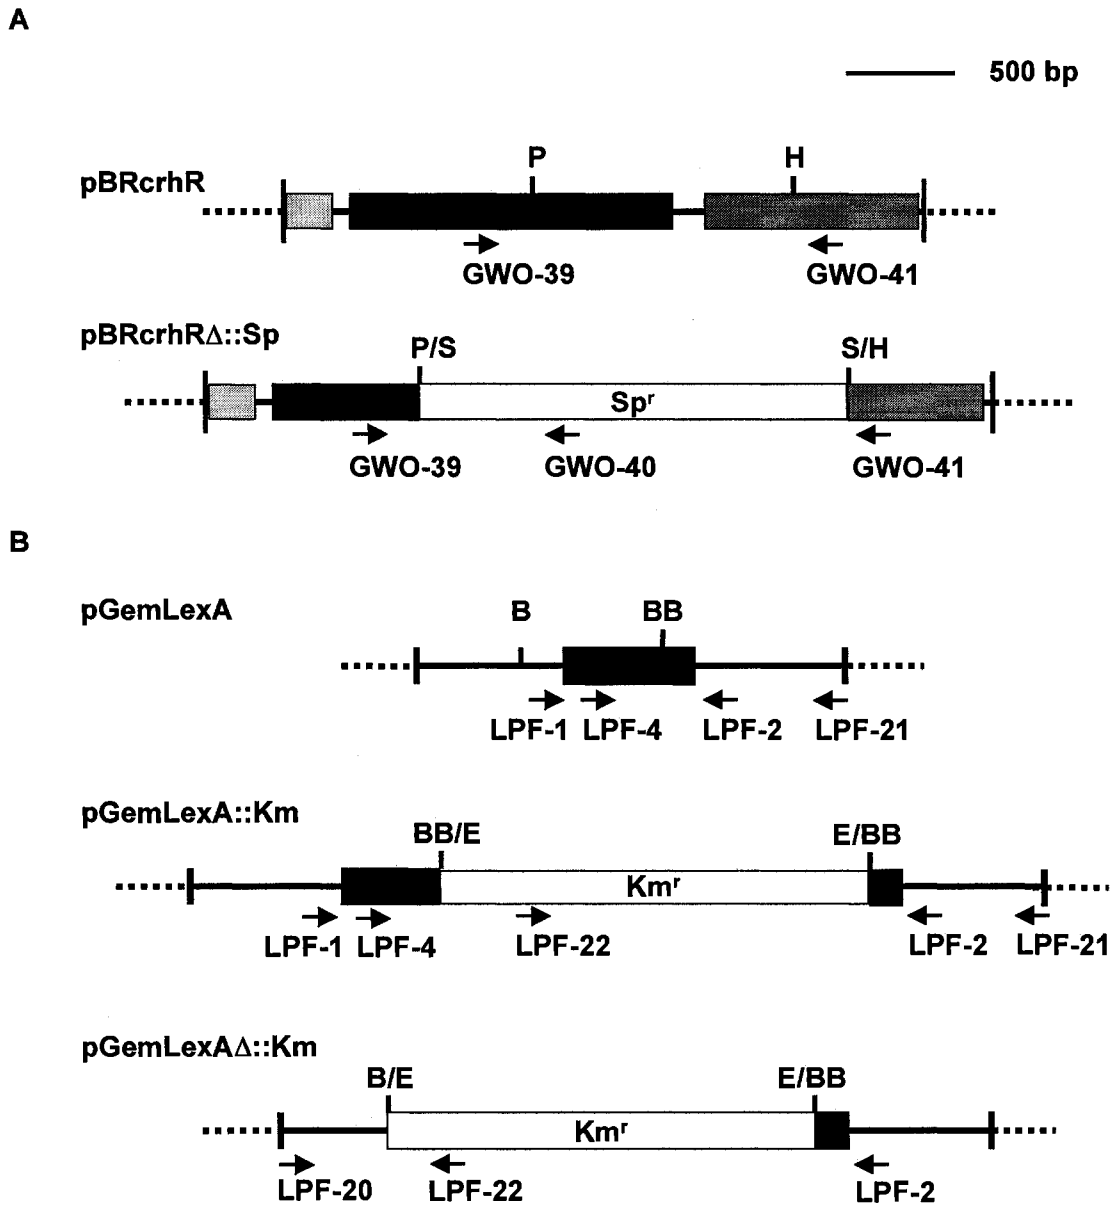 A
500 bp
pBRcrhR
P H
GWO-39 GWO-41
pBRcrhRΔ::Sp
P/S S/H
Spʳ
GWO-39 GWO-40 GWO-41
B
pGemLexA
B BB
LPF-1 LPF-4 LPF-2 LPF-21
pGemLexA::Km
BB/E E/BB
Kmʳ
LPF-1 LPF-4 LPF-22 LPF-2 LPF-21
pGemLexAΔ::Km
B/E E/BB
Kmʳ
LPF-20 LPF-22 LPF-2